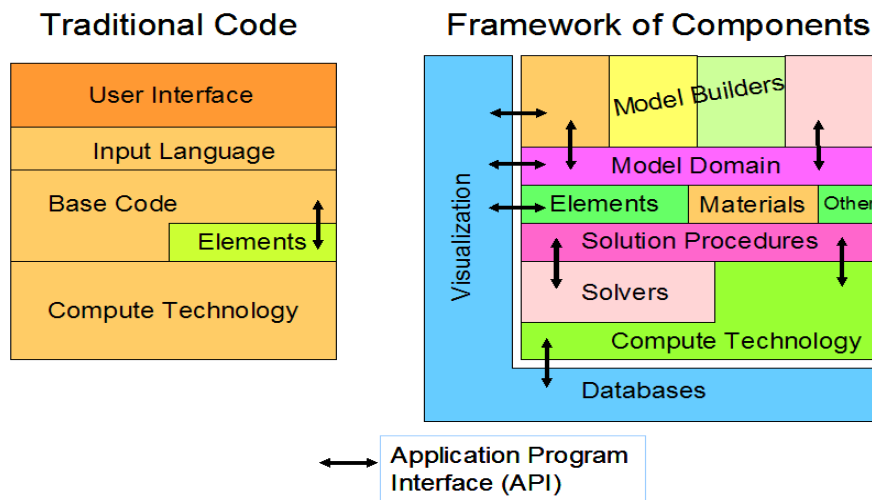 Traditional Code
Framework of Components
User Interface
Input Language
Base Code
Elements
Compute Technology
Visualization
Model Builders
Model Domain
Elements
Materials
Other
Solution Procedures
Solvers
Compute Technology
Databases
Application Program
Interface (API)